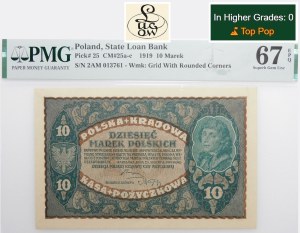 Suszow
In Higher Grades: 0
Top Pop
PMG
PAPER MONEY GUARANTY
Poland, State Loan Bank
Pick# 25 CM#25a-c 1919 10 Marek
S/N 2AM 013761 - Wmk: Grid With Rounded Corners
67 EPQ
Superb Gem Unc
POLSKA·KRAJOWA
DZIESIĘĆ
MAREK POLSKICH
10
10
KASA·POŻYCZKOWA